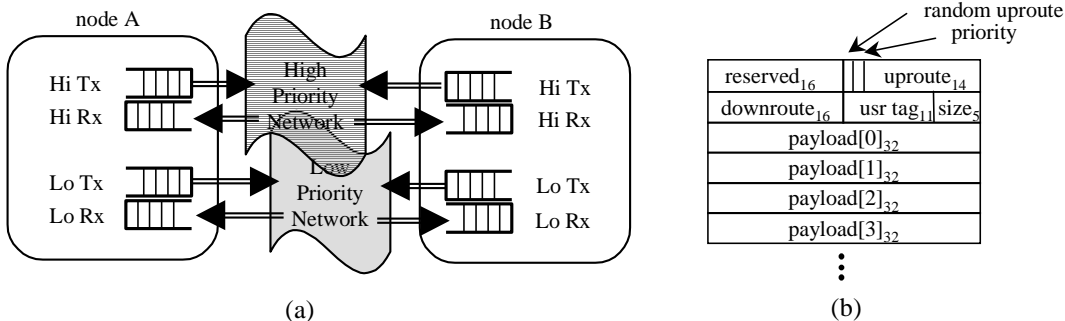 node A
node B
Hi Tx
Hi Rx
Lo Tx
Lo Rx
High
Priority
Network
Low
Priority
Network
Hi Tx
Hi Rx
Lo Tx
Lo Rx
(a)
random uproute
priority
reserved16 uproute14
downroute16 usr tag11 size5
payload[0]32
payload[1]32
payload[2]32
payload[3]32
(b)